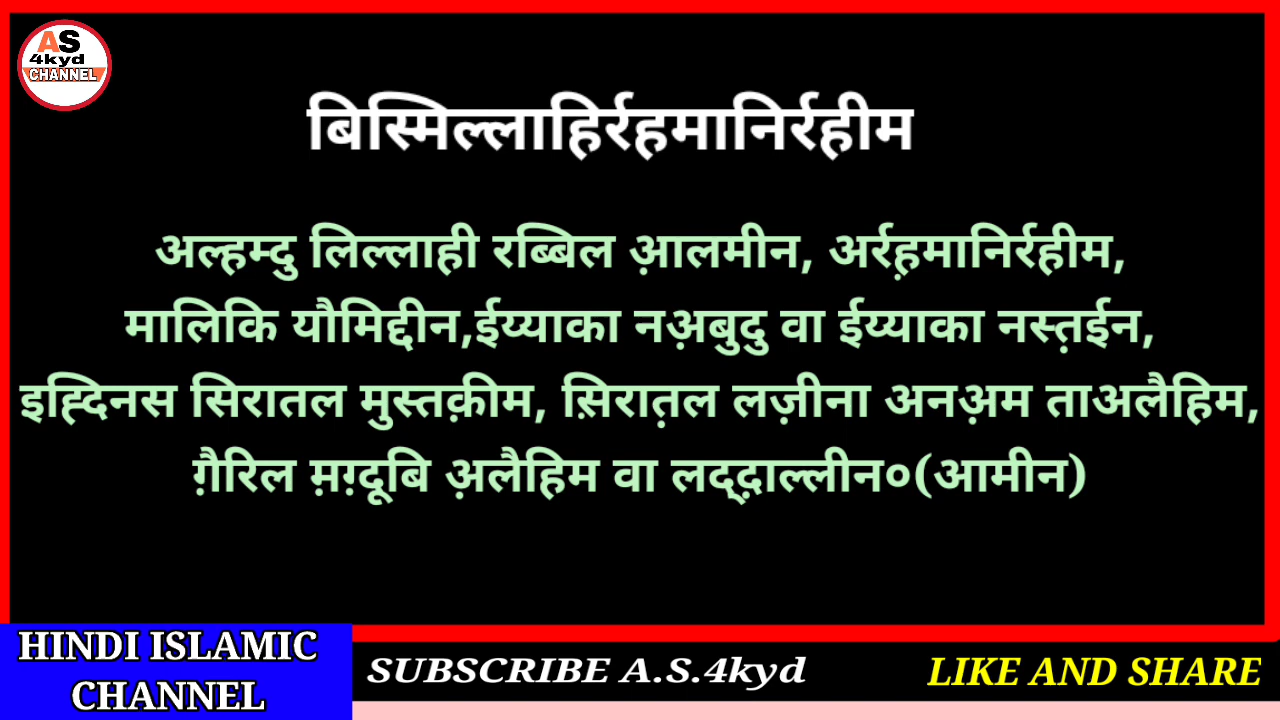 AS
4kyd
CHANNEL
बिस्मिल्लाहिर्रहमानिर्रहीम
अल्हम्दु लिल्लाही रब्बिल आ़लमीन, अर्रह़मानिर्रहीम,
मालिकि यौमिद्दीन,ईय्याका नअ़बुदु वा ईय्याका नस्त़ईन,
इह्दिनस सिरातल मुस्तक़ीम, स़िरात़ल लज़ीना अनअ़म ताअलैहिम,
ग़ैरिल म़ग़्दूबि अ़लैहिम वा लद्द़ाल्लीन०(आमीन)
HINDI ISLAMIC
CHANNEL
SUBSCRIBE A.S.4kyd
LIKE AND SHARE